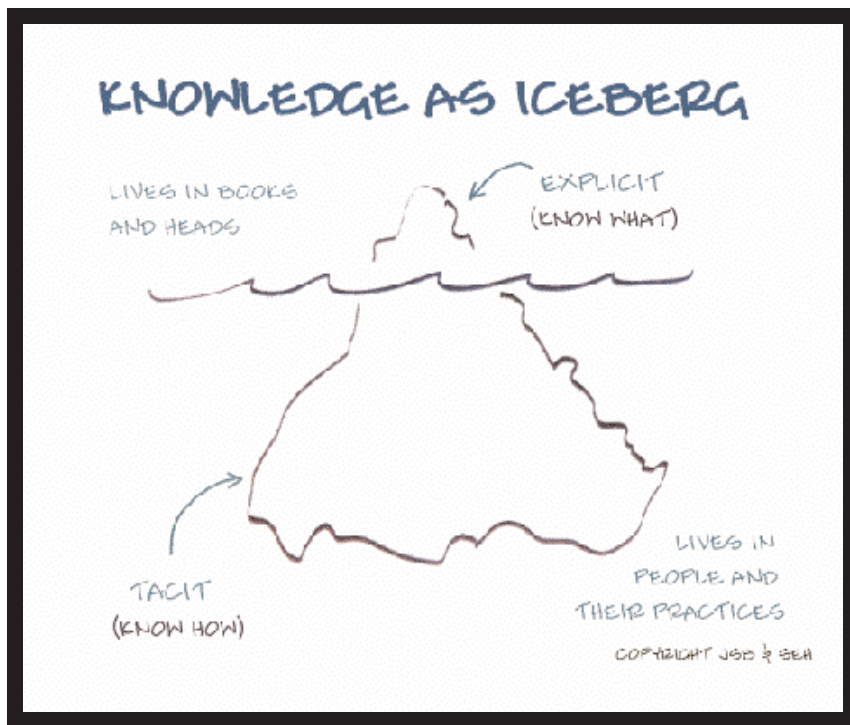 KNOWLEDGE AS ICEBERG
LIVES IN BOOKS
AND HEADS
EXPLICIT
(KNOW WHAT)
TACIT
(KNOW HOW)
LIVES IN
PEOPLE AND
THEIR PRACTICES
COPYRIGHT JSB & SEH